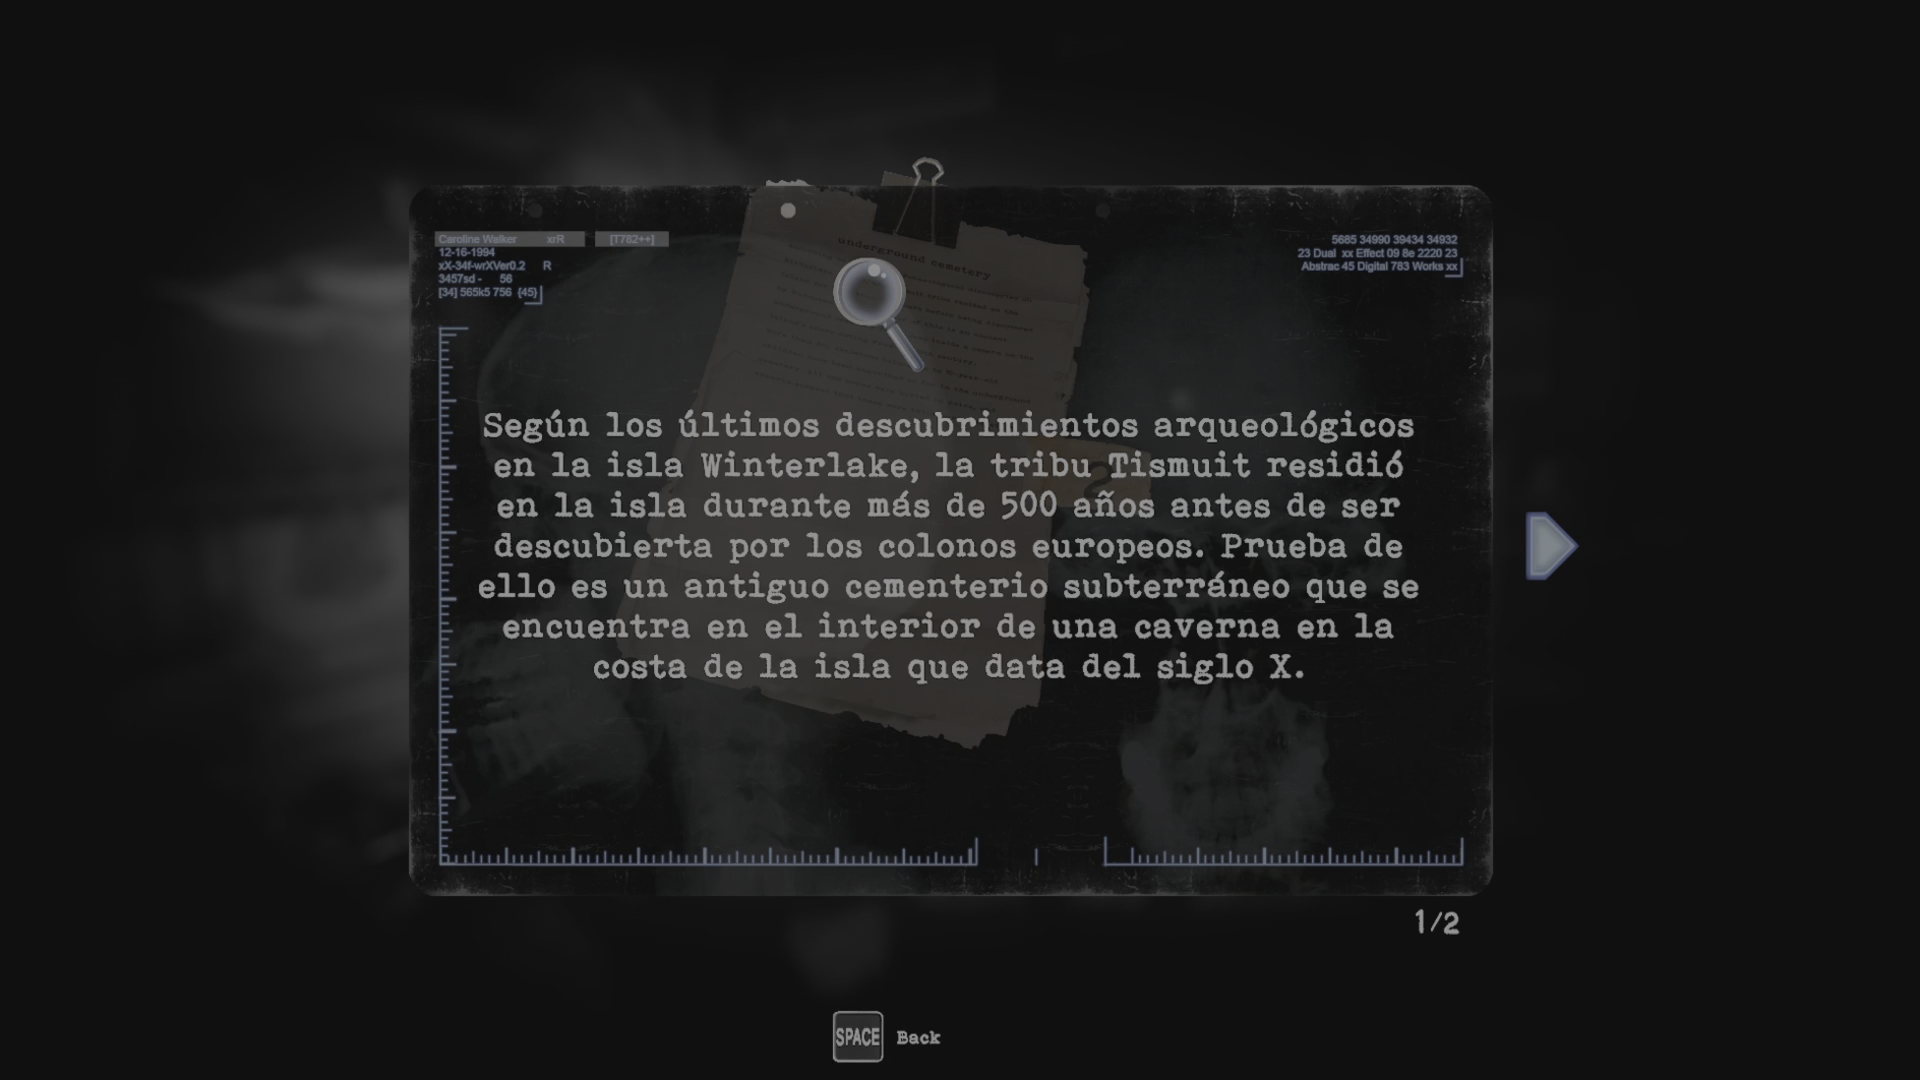 Caroline Walker xrR [T782++]
12-16-1994
xX-34f-wrXVer0.2 R
3457sd - 56
[34] 565k5 756 {45}
5685 34990 39434 34932
23 Dual xx Effect 09 8e 2220 23
Abstrac 45 Digital 783 Works xx
underground cemetary
Según los últimos descubrimientos arqueológicos
en la isla Winterlake, la tribu Tismuit residió
en la isla durante más de 500 años antes de ser
descubierta por los colonos europeos. Prueba de
ello es un antiguo cementerio subterráneo que se
encuentra en el interior de una caverna en la
costa de la isla que data del siglo X.
1/2
SPACE Back